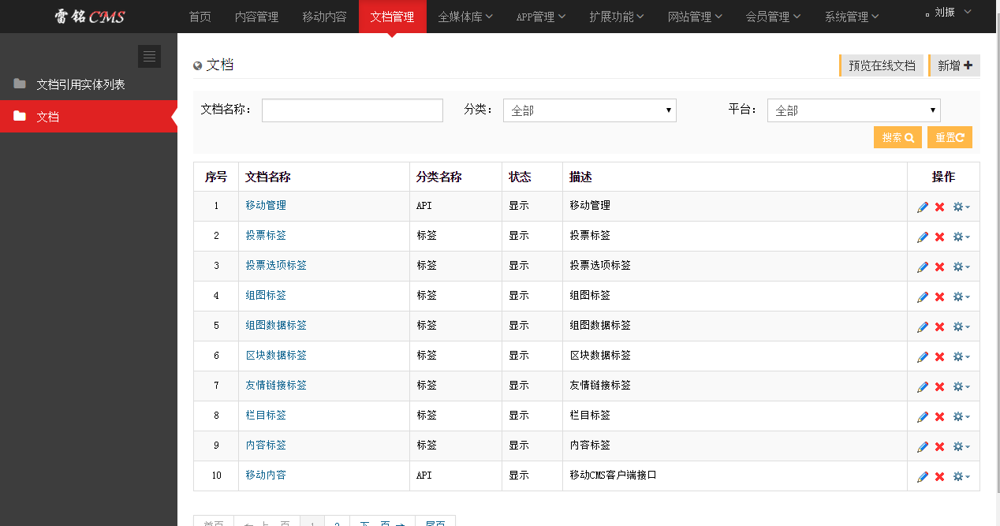 雷铭CMS 首页 内容管理 移动内容 文档管理 全媒体库 APP管理 扩展功能 网站管理 会员管理 系统管理 刘振
文档引用实体列表
文档
文档 预览在线文档 新增
文档名称: 分类: 全部 平台: 全部
搜索 重置
序号 文档名称 分类名称 状态 描述 操作
1 移动管理 API 显示 移动管理
2 投票标签 标签 显示 投票标签
3 投票选项标签 标签 显示 投票选项标签
4 组图标签 标签 显示 组图标签
5 组图数据标签 标签 显示 组图数据标签
6 区块数据标签 标签 显示 区块数据标签
7 友情链接标签 标签 显示 友情链接标签
8 栏目标签 标签 显示 栏目标签
9 内容标签 标签 显示 内容标签
10 移动内容 API 显示 移动CMS客户端接口
首页 ← 上一页 1 2 下一页 → 尾页